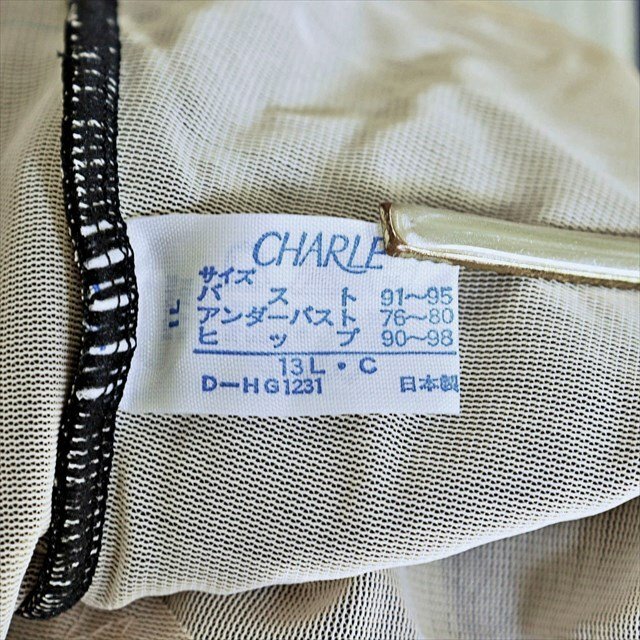 CHARLE
サイズ
バスト 91〜95
アンダーバスト 76〜80
ヒップ 90〜98
13L・C
D-HG1231 日本製